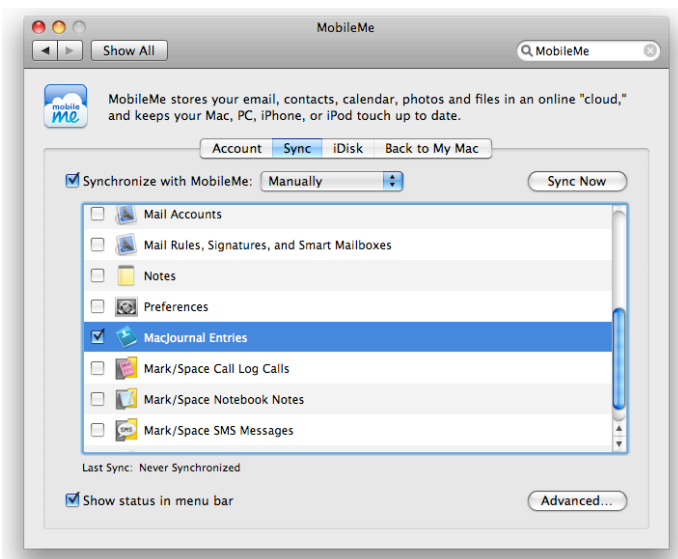 MobileMe
Show All
MobileMe
mobile
me
MobileMe stores your email, contacts, calendar, photos and files in an online "cloud,"
and keeps your Mac, PC, iPhone, or iPod touch up to date.
Account Sync iDisk Back to My Mac
Synchronize with MobileMe: Manually Sync Now
Mail Accounts
Mail Rules, Signatures, and Smart Mailboxes
Notes
Preferences
MacJournal Entries
Mark/Space Call Log Calls
Mark/Space Notebook Notes
SMS
Mark/Space SMS Messages
Last Sync: Never Synchronized
Show status in menu bar
Advanced...